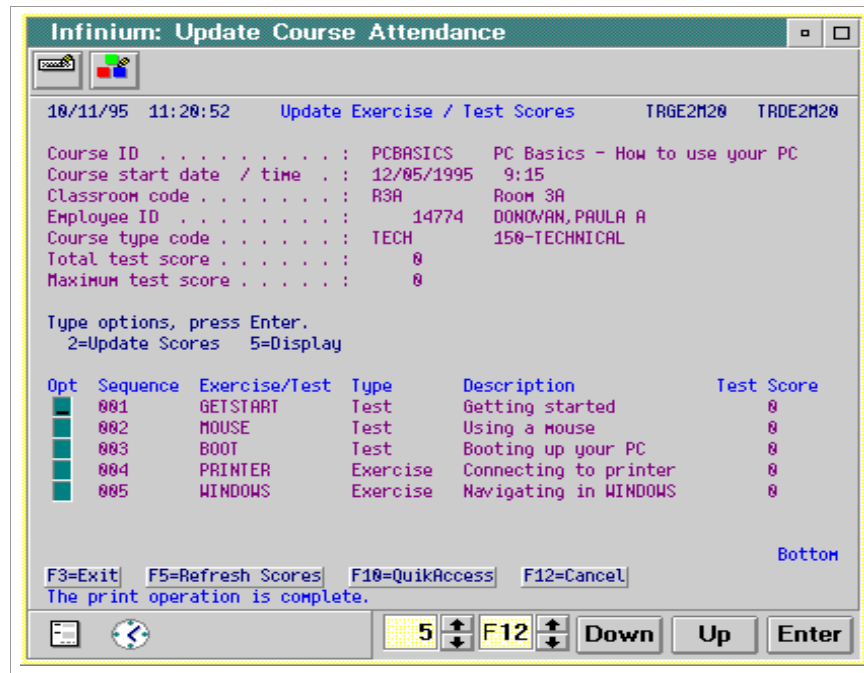 Infinium: Update Course Attendance
10/11/95 11:20:52 Update Exercise / Test Scores TRGE2M20 TRDE2M20
Course ID . . . . . . . . . : PCBASICS PC Basics - How to use your PC
Course start date / time . : 12/05/1995 9:15
Classroom code . . . . . . : R3A Room 3A
Employee ID . . . . . . . . : 14774 DONOVAN,PAULA A
Course type code . . . . . : TECH 150-TECHNICAL
Total test score . . . . . : 0
Maximum test score . . . . : 0
Type options, press Enter.
2=Update Scores 5=Display
Opt Sequence Exercise/Test Type Description Test Score
001 GETSTART Test Getting started 0
002 MOUSE Test Using a mouse 0
003 BOOT Test Booting up your PC 0
004 PRINTER Exercise Connecting to printer 0
005 WINDOWS Exercise Navigating in WINDOWS 0
Bottom
F3=Exit F5=Refresh Scores F10=QuikAccess F12=Cancel
The print operation is complete.
5 F12 Down Up Enter